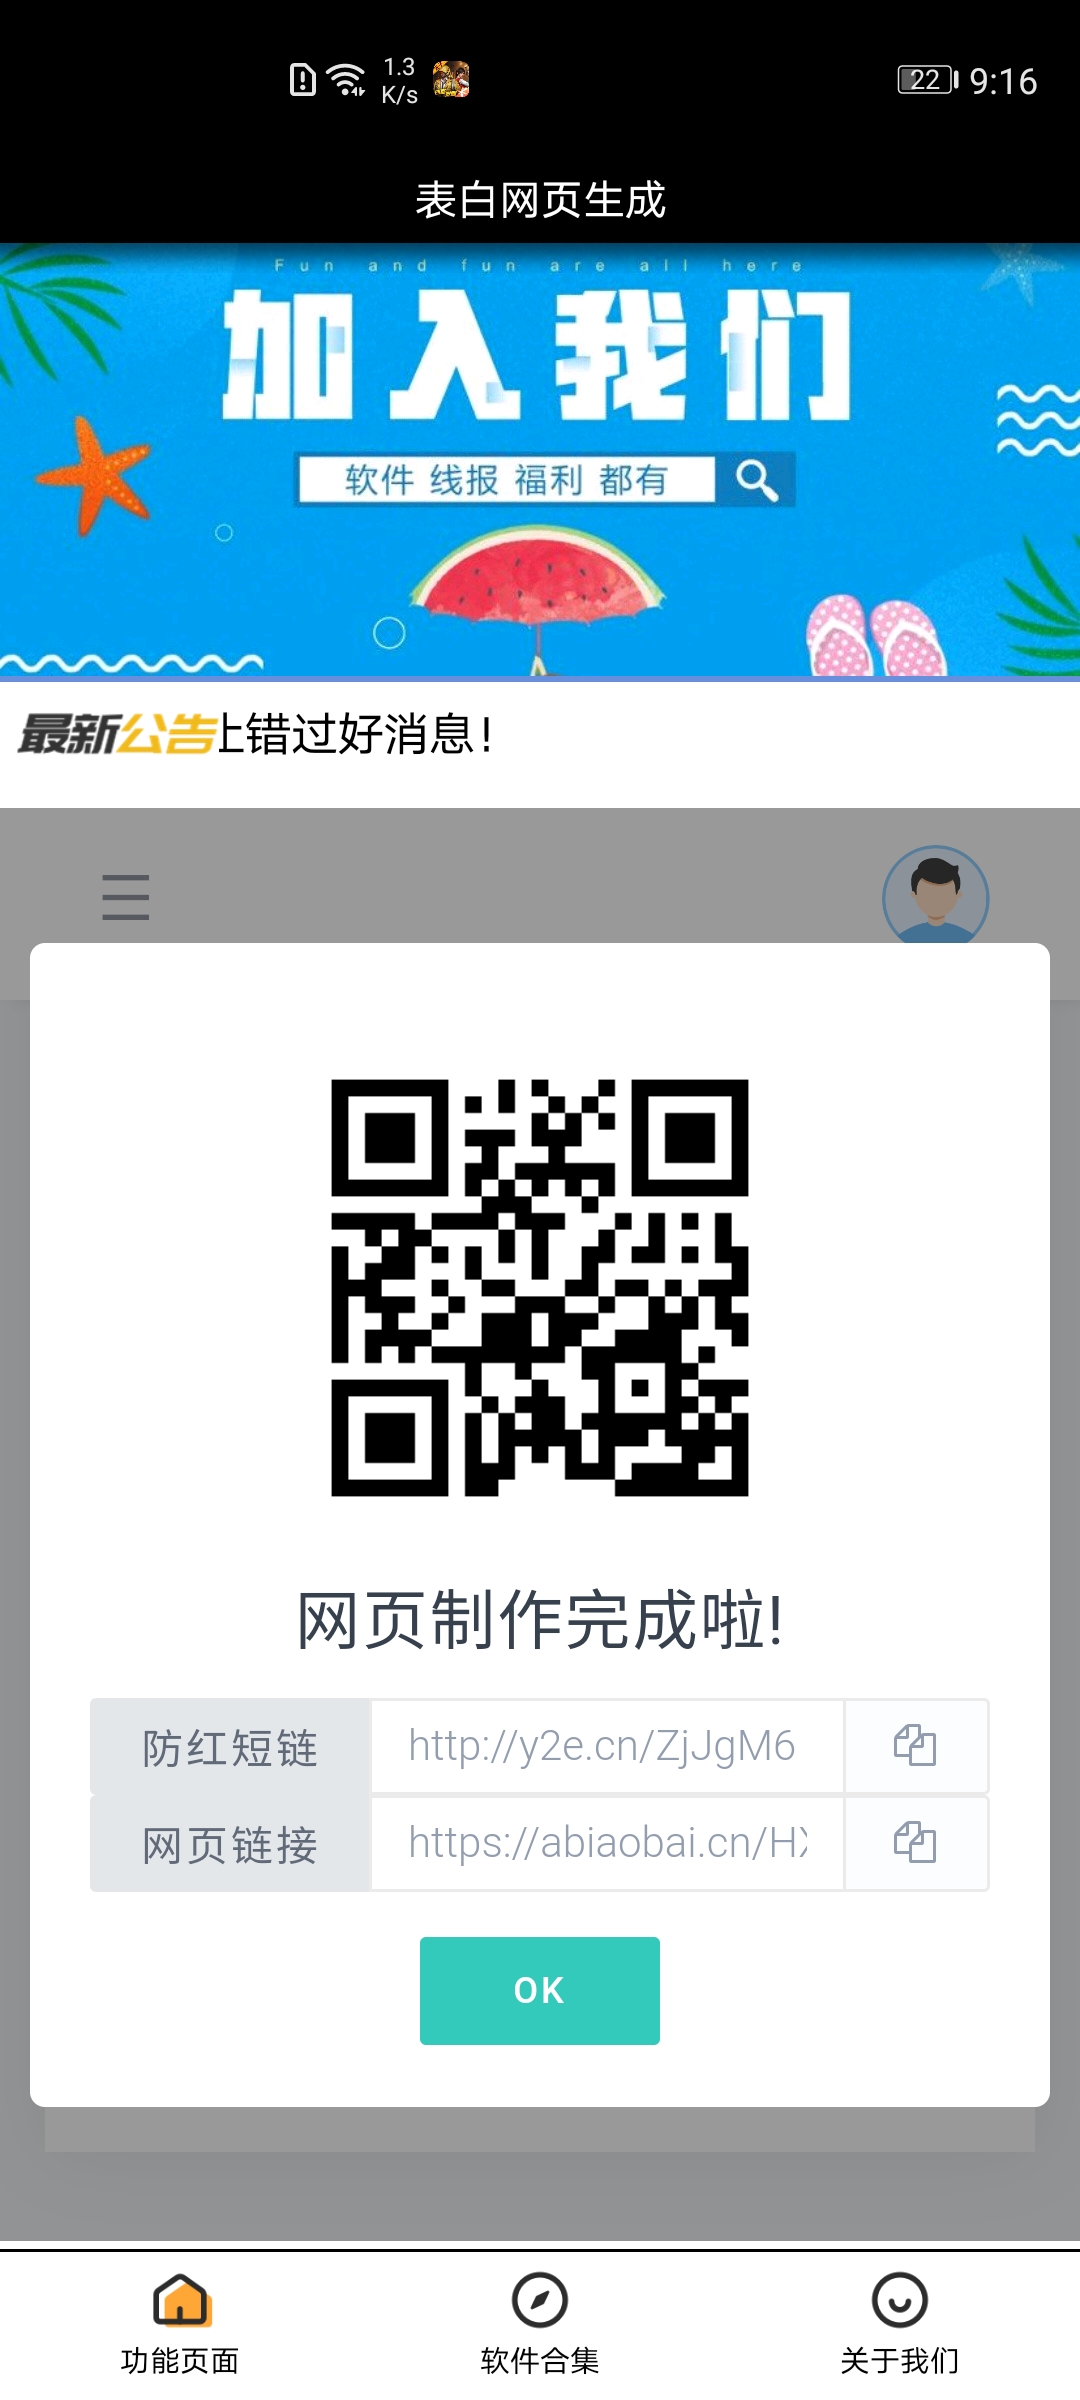 1.3
K/s
22
9:16
表白网页生成
Fun and fun are all here
加入我们
软件 线报 福利 都有
最新公告
错过好消息!
网页制作完成啦!
防红短链 http://y2e.cn/ZjJgM6
网页链接 https://abiaobai.cn/HX
OK
功能页面 软件合集 关于我们